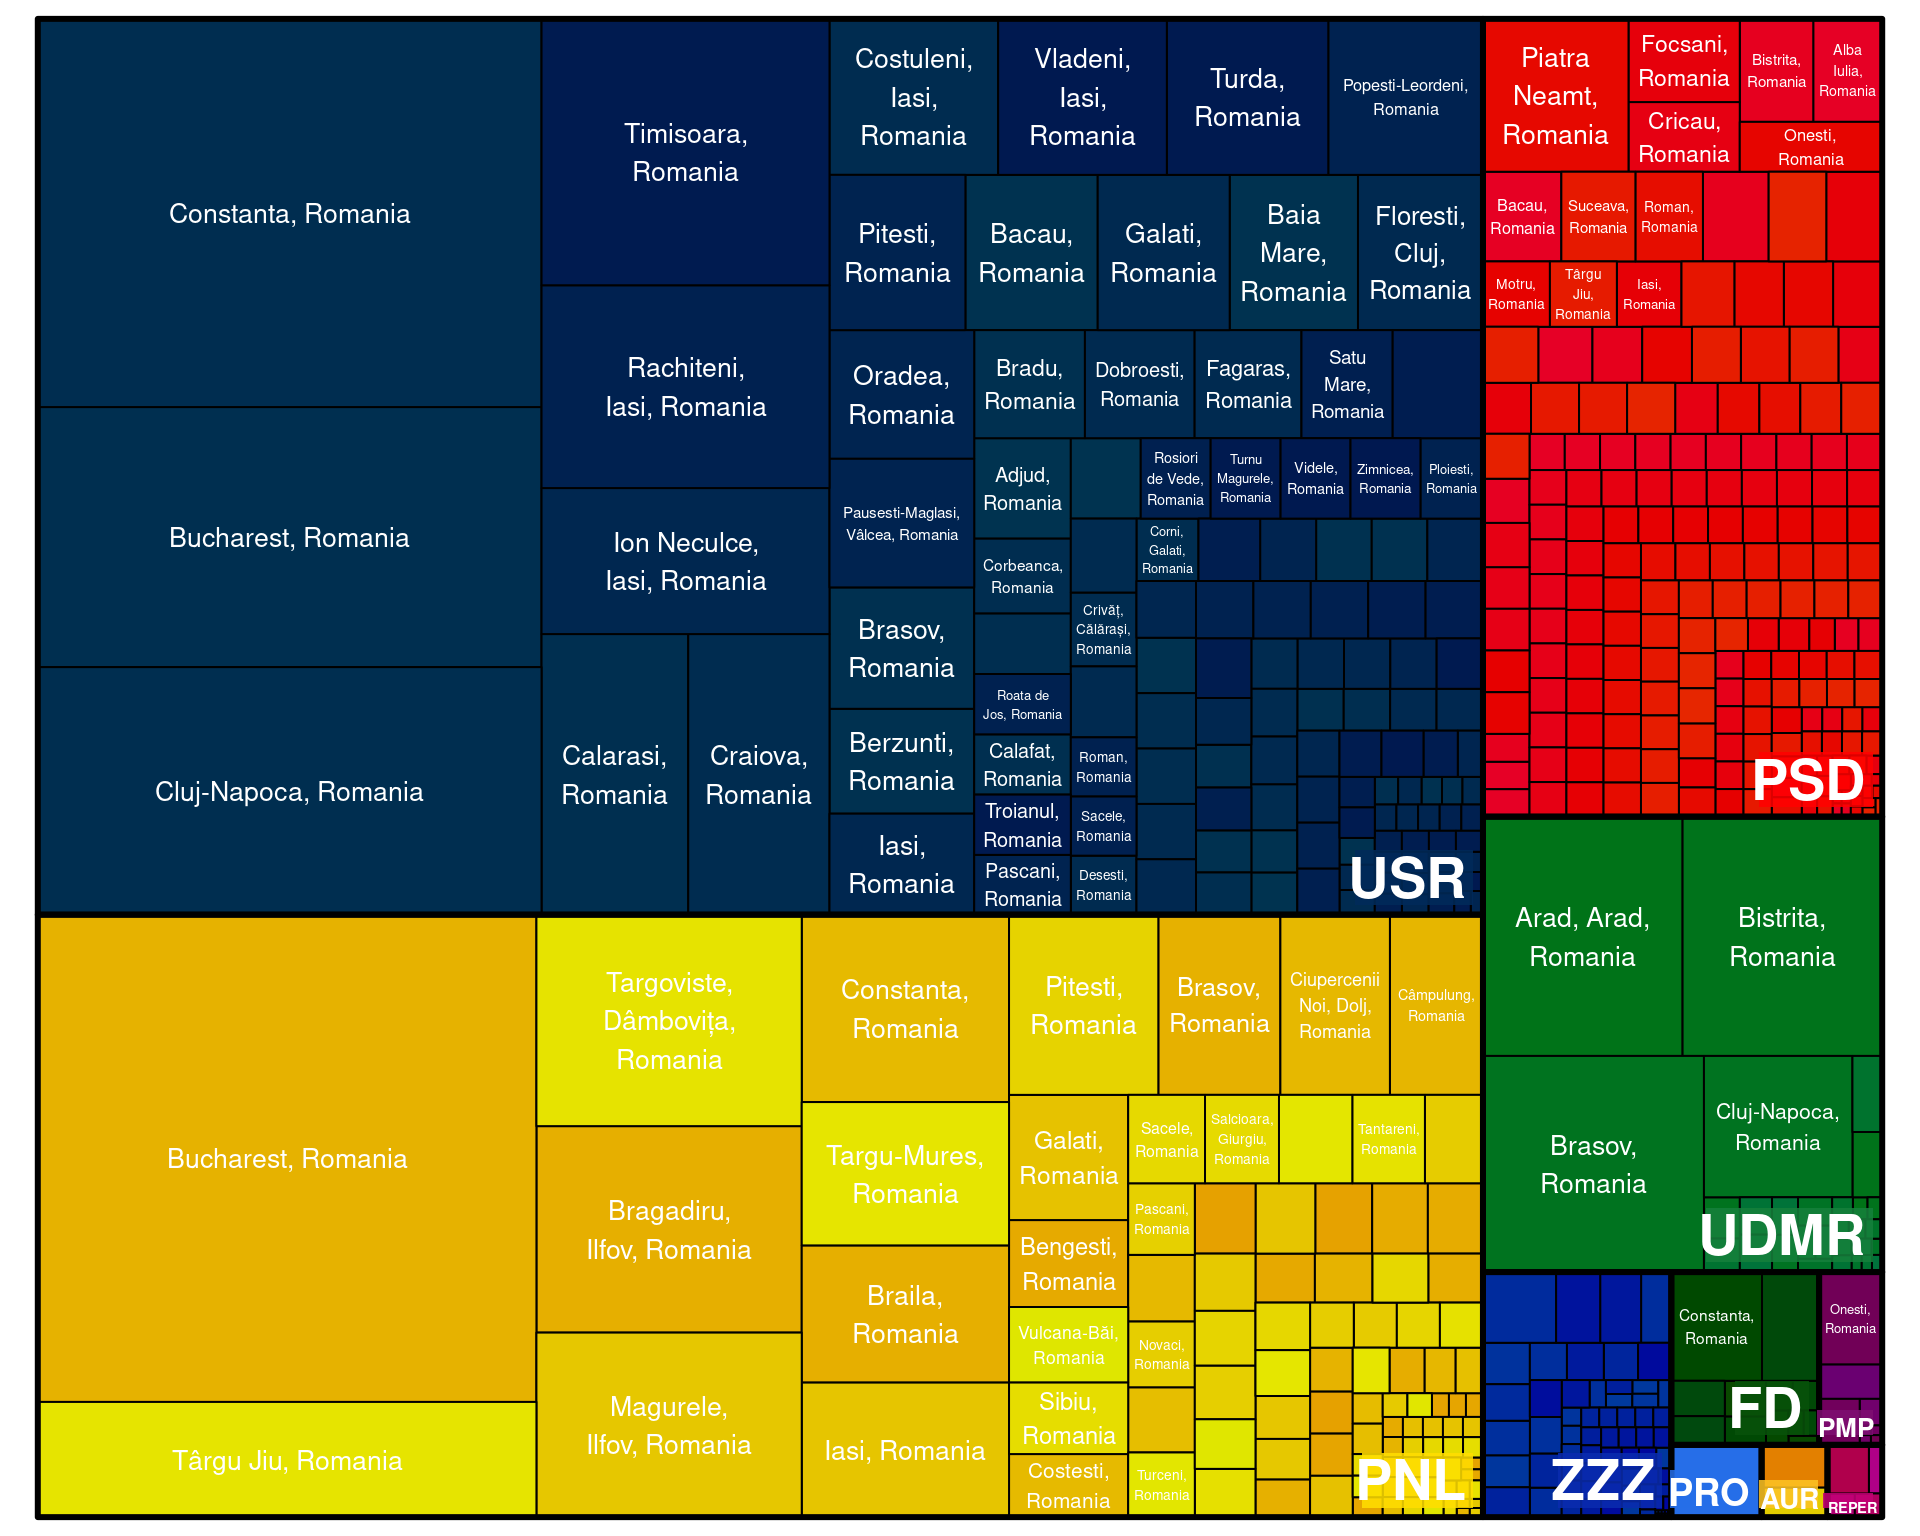 Constanta, Romania
Bucharest, Romania
Cluj-Napoca, Romania
Timisoara,
Romania
Rachiteni,
Iasi, Romania
Ion Neculce,
Iasi, Romania
Calarasi,
Romania
Craiova,
Romania
Costuleni,
Iasi,
Romania
Vladeni,
Iasi,
Romania
Turda,
Romania
Popesti-Leordeni,
Romania
Pitesti,
Romania
Bacau,
Romania
Galati,
Romania
Baia
Mare,
Romania
Floresti,
Cluj,
Romania
Oradea,
Romania
Pausesti-Maglasi,
Vâlcea, Romania
Brasov,
Romania
Berzunti,
Romania
Iasi,
Romania
Bradu,
Romania
Dobroesti,
Romania
Fagaras,
Romania
Satu
Mare,
Romania
Adjud,
Romania
Corbeanca,
Romania
Roata de
Jos, Romania
Calafat,
Romania
Troianul,
Romania
Pascani,
Romania
Rosiori
de Vede,
Romania
Turnu
Magurele,
Romania
Videle,
Romania
Zimnicea,
Romania
Ploiesti,
Romania
Corni,
Galati,
Romania
Crivăț,
Călărași,
Romania
Roman,
Romania
Sacele,
Romania
Desesti,
Romania
USR
Piatra
Neamt,
Romania
Focsani,
Romania
Cricau,
Romania
Bistrita,
Romania
Alba
Iulia,
Romania
Onesti,
Romania
Bacau,
Romania
Suceava,
Romania
Roman,
Romania
Motru,
Romania
Târgu
Jiu,
Romania
Iasi,
Romania
PSD
Bucharest, Romania
Târgu Jiu, Romania
Targoviste,
Dâmbovița,
Romania
Bragadiru,
Ilfov, Romania
Magurele,
Ilfov, Romania
Constanta,
Romania
Targu-Mures,
Romania
Braila,
Romania
Iasi, Romania
Pitesti,
Romania
Brasov,
Romania
Ciupercenii
Noi, Dolj,
Romania
Câmpulung,
Romania
Galati,
Romania
Bengesti,
Romania
Vulcana-Băi,
Romania
Sibiu,
Romania
Costesti,
Romania
Sacele,
Romania
Salcioara,
Giurgiu,
Romania
Tantareni,
Romania
Pascani,
Romania
Novaci,
Romania
Turceni,
Romania
PNL
Arad, Arad,
Romania
Bistrita,
Romania
Brasov,
Romania
Cluj-Napoca,
Romania
UDMR
ZZZ
Constanta,
Romania
FD
Onesti,
Romania
PMP
PRO
AUR
REPER